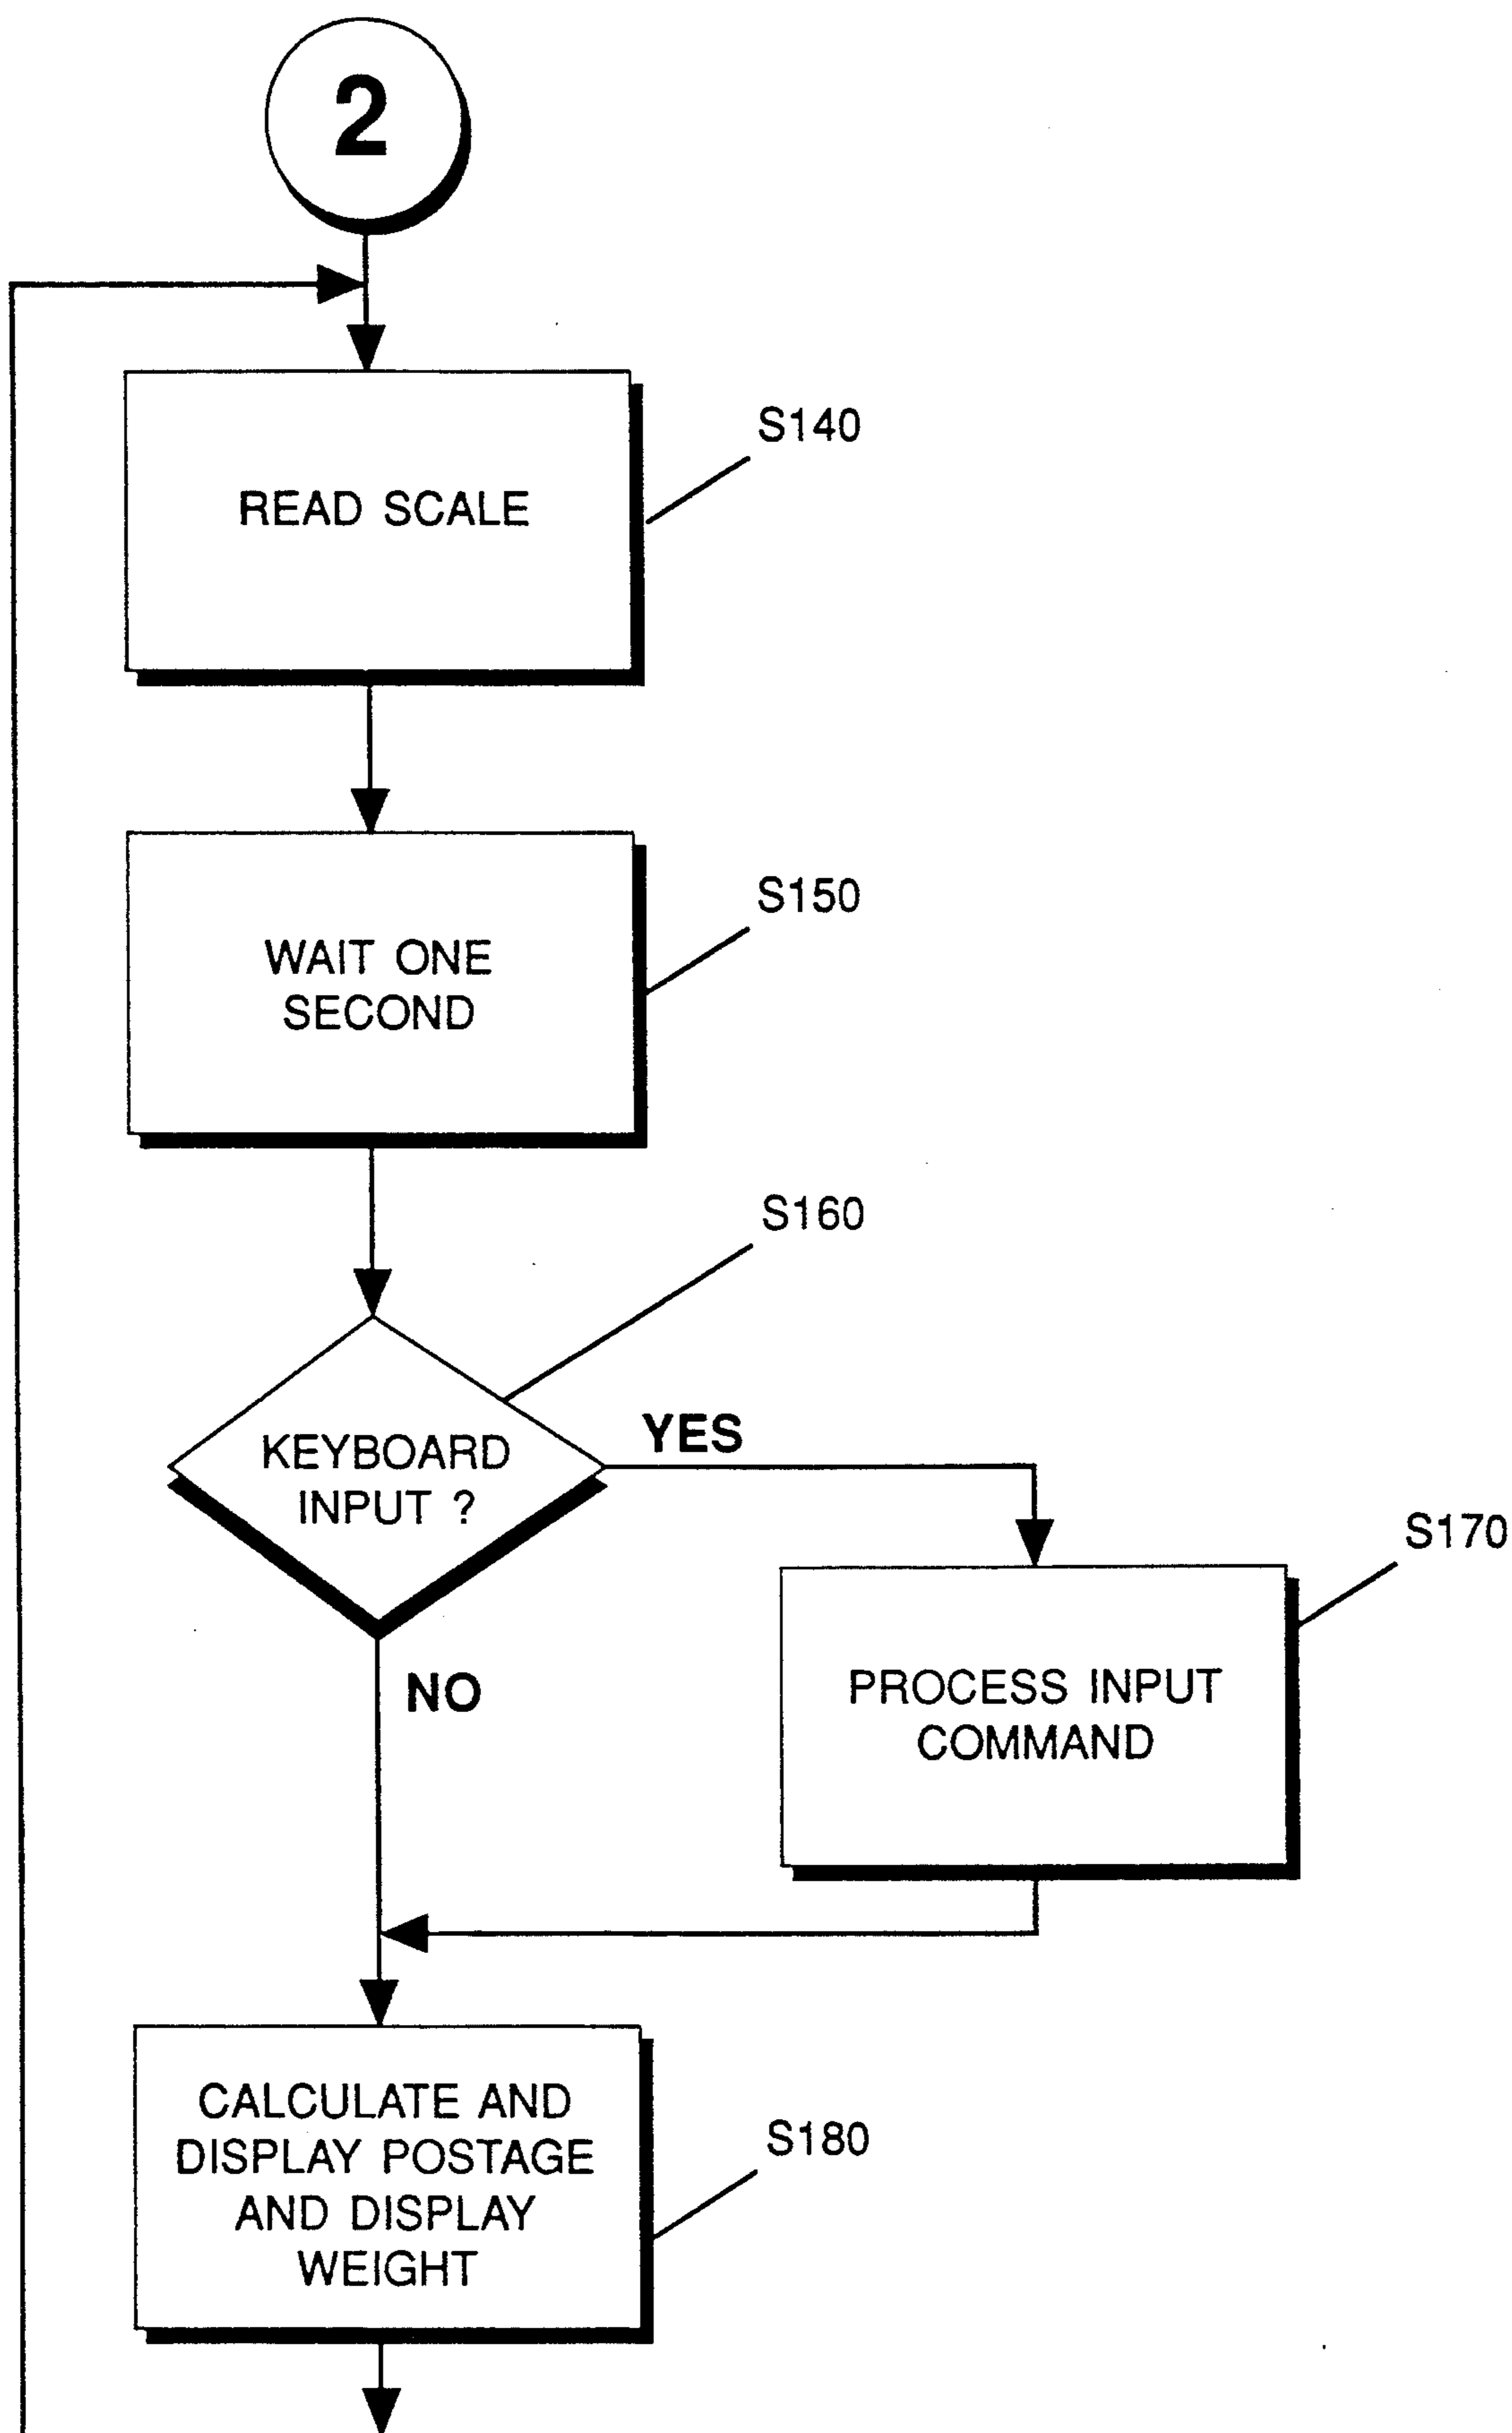 2
READ SCALE
S140
WAIT ONE
SECOND
S150
S160
KEYBOARD
INPUT ?
YES
NO
S170
PROCESS INPUT
COMMAND
CALCULATE AND
DISPLAY POSTAGE
AND DISPLAY
WEIGHT
S180